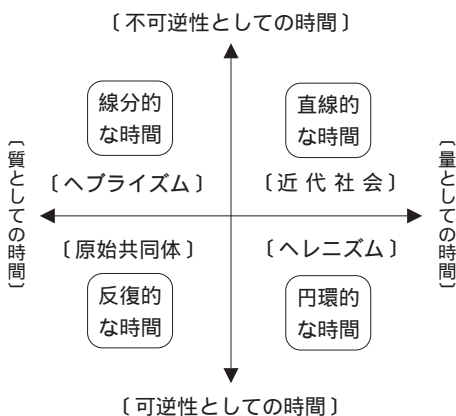 〔不可逆性としての時間〕
線分的
な時間
直線的
な時間
〔ヘブライズム〕
〔近代社会〕
〔質としての時間〕
〔量としての時間〕
〔原始共同体〕
〔ヘレニズム〕
反復的
な時間
円環的
な時間
〔可逆性としての時間〕